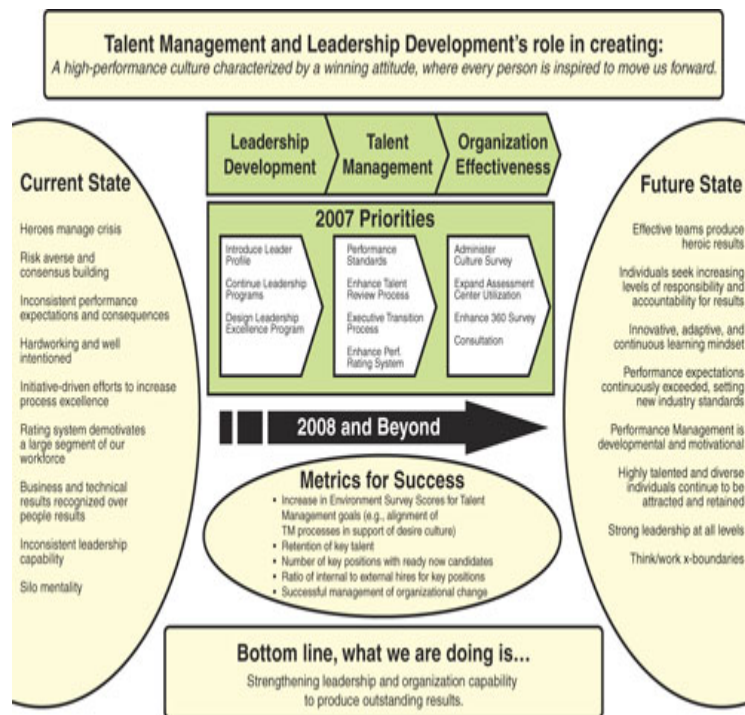 Talent Management and Leadership Development's role in creating:
A high-performance culture characterized by a winning attitude, where every person is inspired to move us forward.
Current State
Heroes manage crisis
Risk averse and
consensus building
Inconsistent performance
expectations and consequences
Hardworking and well
intentioned
Initiative-driven efforts to increase
process excellence
Rating system demotivates
a large segment of our
workforce
Business and technical
results recognized over
people results
Inconsistent leadership
capability
Silo mentality
Leadership
Development
Talent
Management
Organization
Effectiveness
2007 Priorities
Introduce Leader
Profile
Continue Leadership
Programs
Design Leadership
Excellence Program
Performance
Standards
Enhance Talent
Review Process
Executive Transition
Process
Enhance Perf.
Rating System
Administer
Culture Survey
Expand Assessment
Center Utilization
Enhance 360 Survey
Consultation
2008 and Beyond
Metrics for Success
• Increase in Environment Survey Scores for Talent
Management goals (e.g., alignment of
TM processes in support of desire culture)
• Retention of key talent
• Number of key positions with ready now candidates
• Ratio of internal to external hires for key positions
• Successful management of organizational change
Future State
Effective teams produce
heroic results
Individuals seek increasing
levels of responsibility and
accountability for results
Innovative, adaptive, and
continuous learning mindset
Performance expectations
continuously exceeded, setting
new industry standards
Performance Management is
developmental and motivational
Highly talented and diverse
individuals continue to be
attracted and retained
Strong leadership at all levels
Think/work x-boundaries
Bottom line, what we are doing is…
Strengthening leadership and organization capability
to produce outstanding results.